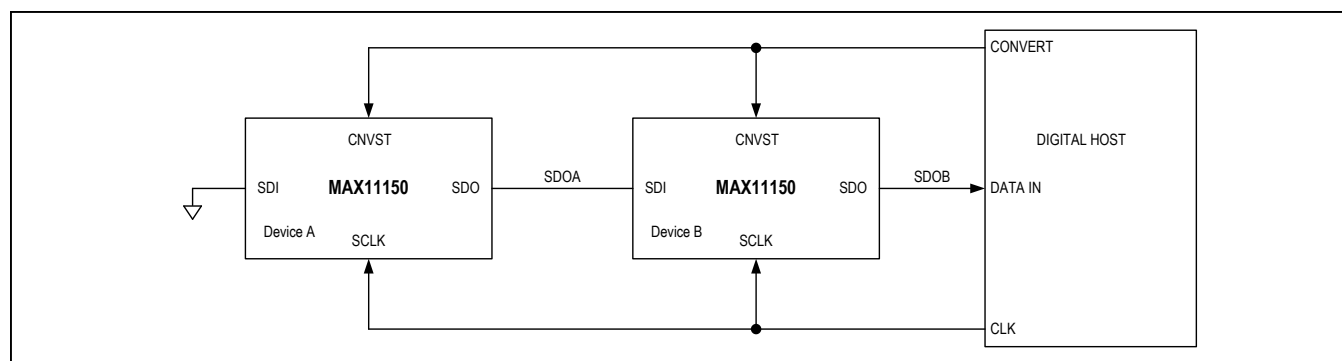 CONVERT
CNVST
CNVST
DIGITAL HOST
SDI
MAX11150
SDO
SDOA
SDI
MAX11150
SDO
SDOB
DATA IN
Device A
SCLK
Device B
SCLK
CLK